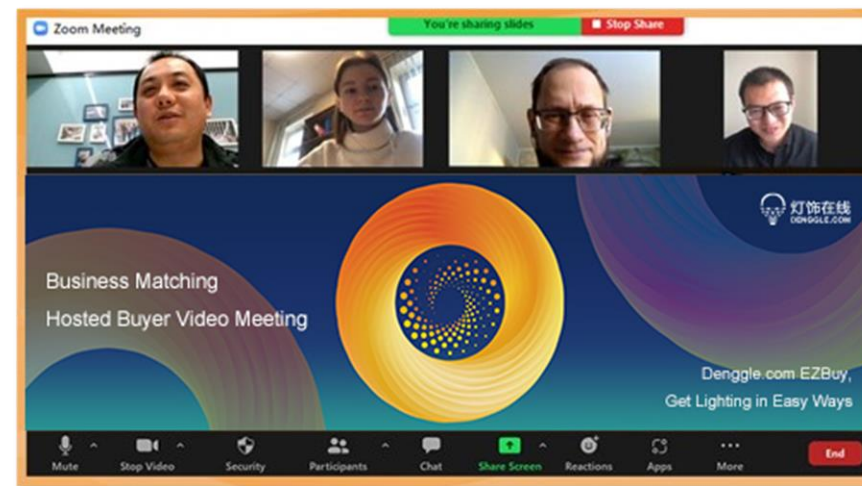 Zoom Meeting
You're sharing slides
Stop Share
灯饰在线
DENGGLE.COM
Business Matching
Hosted Buyer Video Meeting
Denggle.com EZBuy,
Get Lighting in Easy Ways
Mute
Stop Video
Security
Participants
Chat
Share Screen
Reactions
Apps
More
End